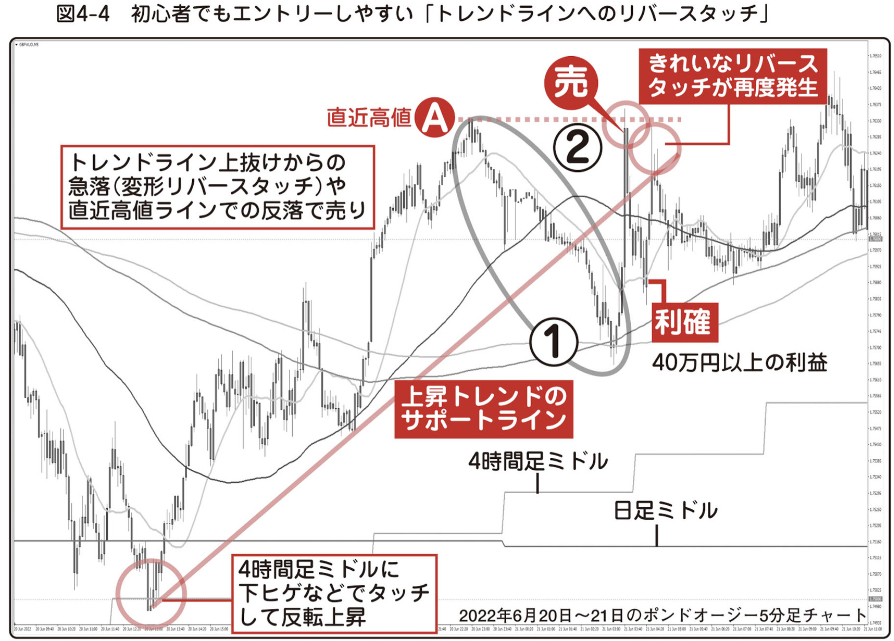 図4-4 初心者でもエントリーしやすい「トレンドラインへのリバースタッチ」
きれいなリバース
タッチが再度発生
売
直近高値
A
②
トレンドライン上抜けからの
急落(変形リバースタッチ)や
直近高値ラインでの反落で売り
利確
①
40万円以上の利益
上昇トレンドの
サポートライン
4時間足ミドル
日足ミドル
4時間足ミドルに
下ヒゲなどでタッチ
して反転上昇
2022年6月20日〜21日のポンドオージー5分足チャート